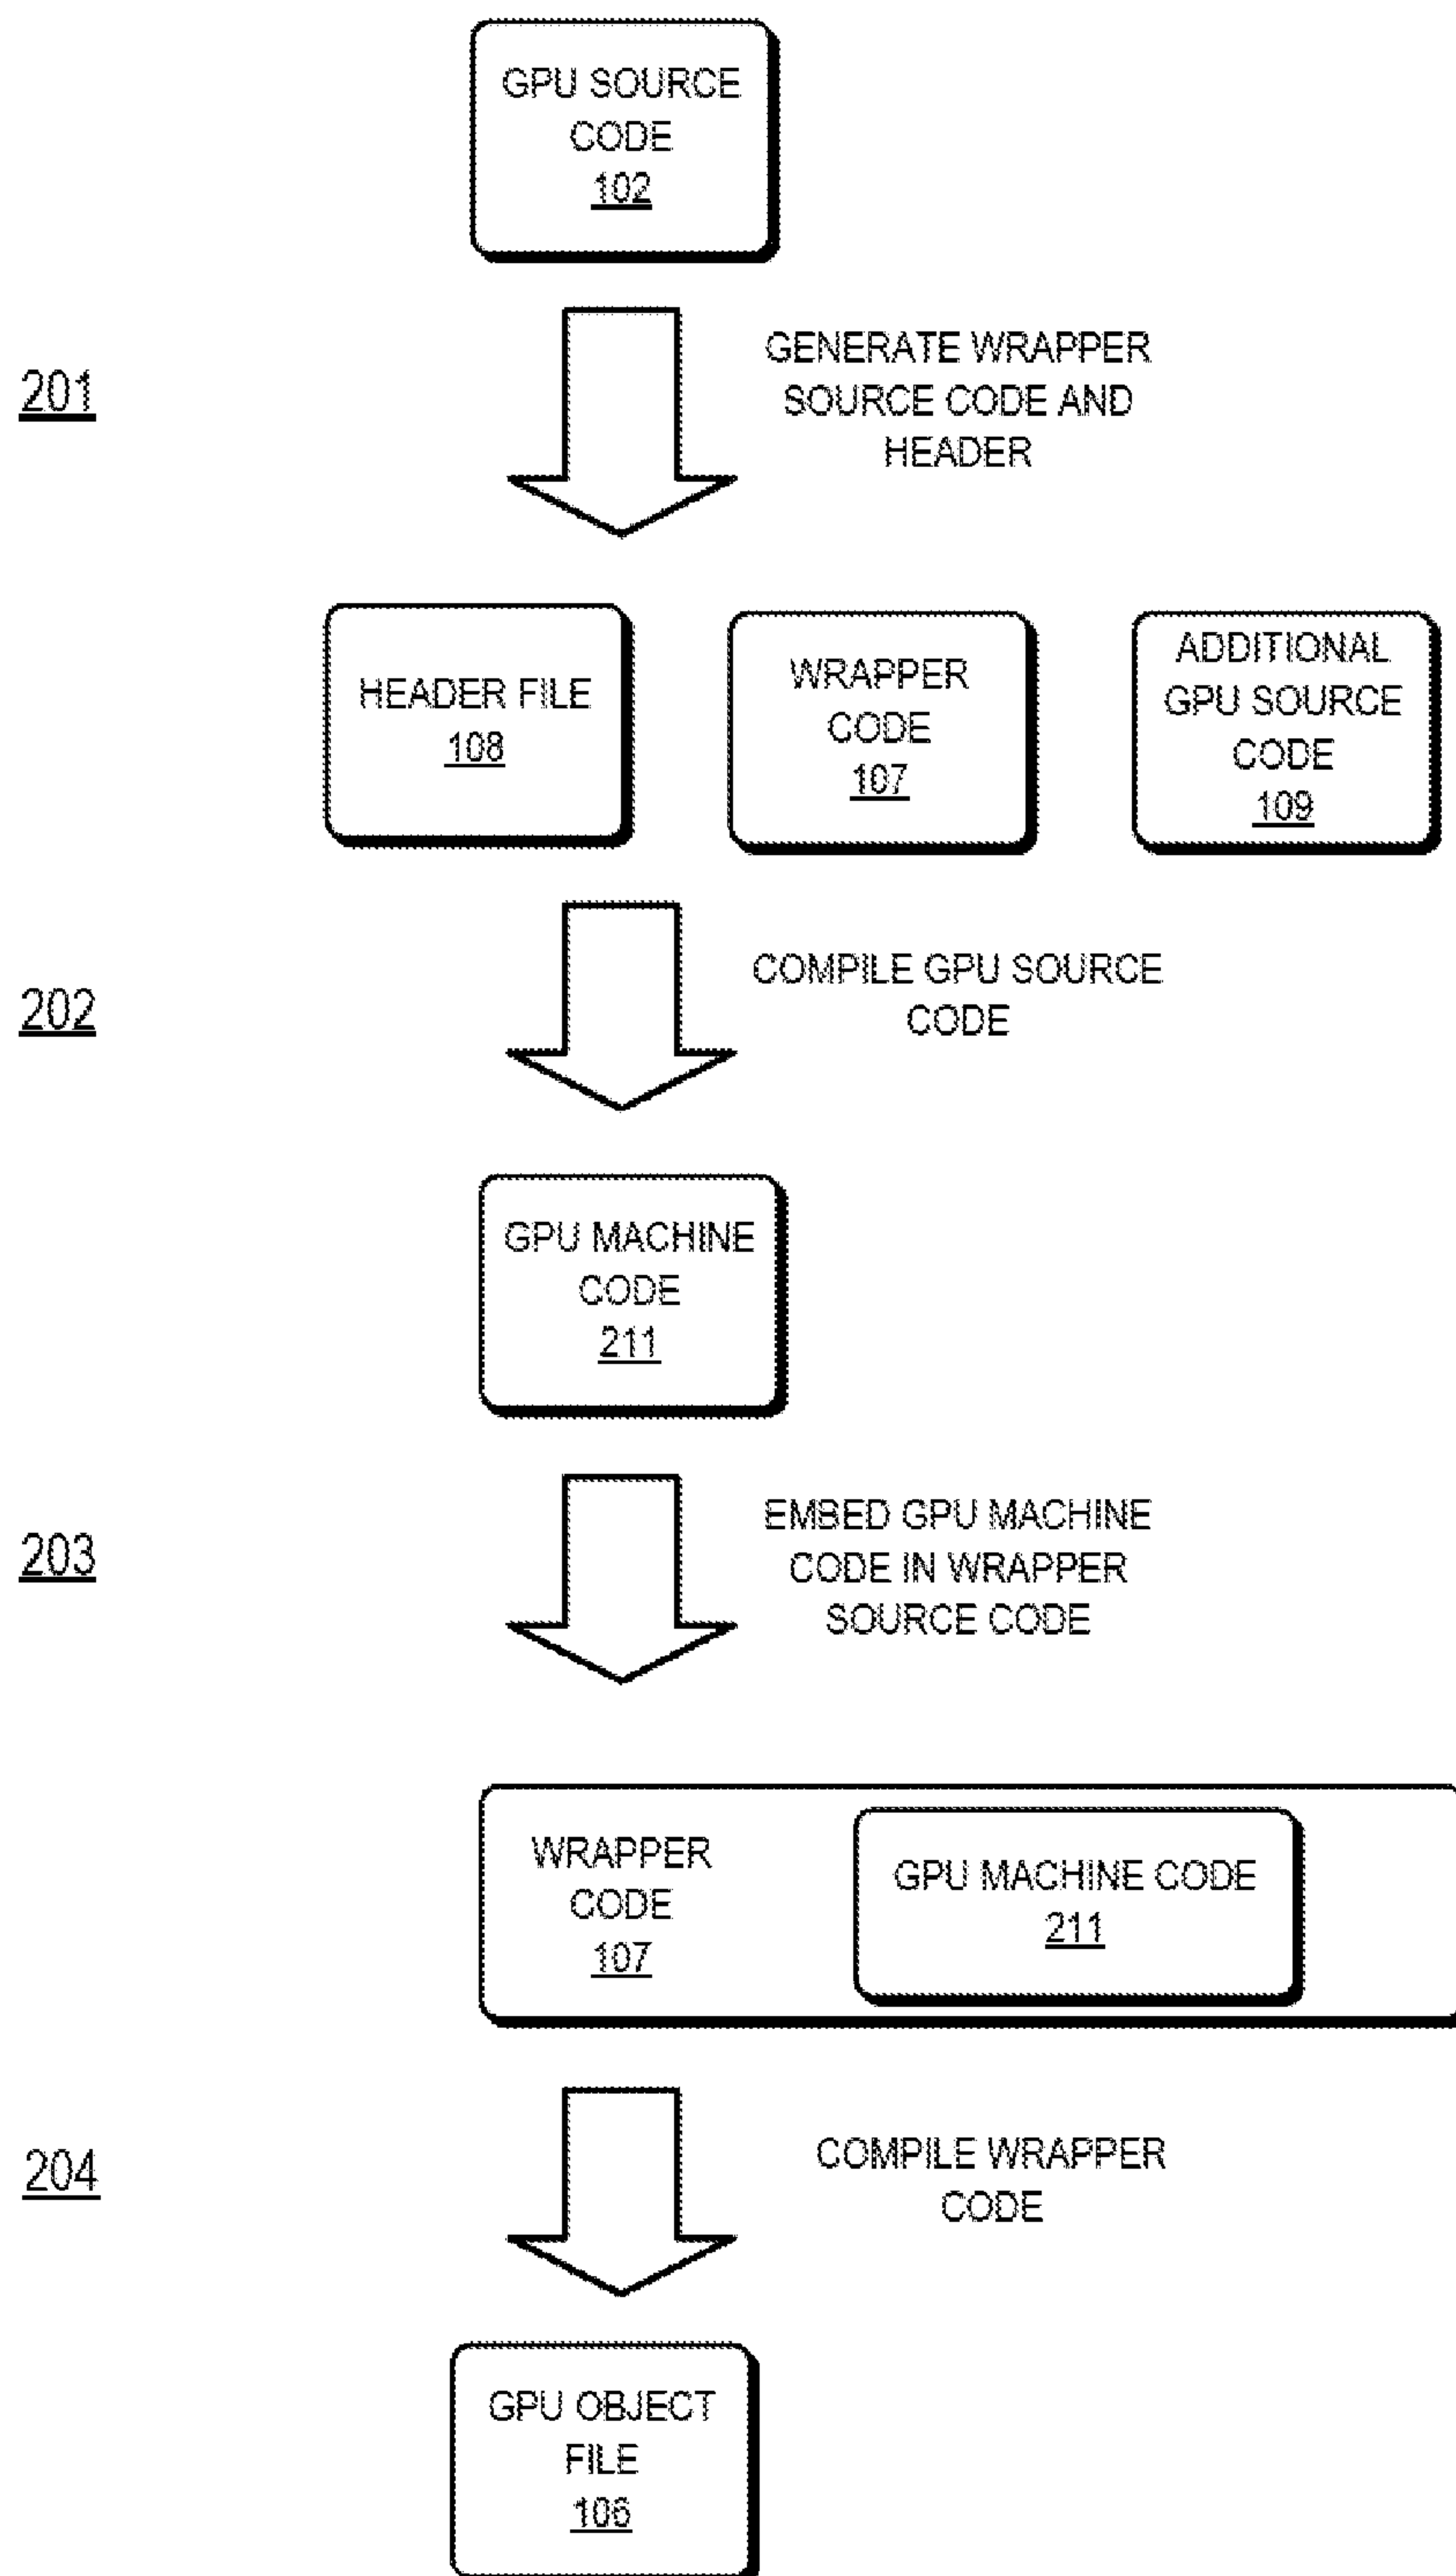 GPU SOURCE
CODE
102
201
GENERATE WRAPPER
SOURCE CODE AND
HEADER
HEADER FILE
108
WRAPPER
CODE
107
ADDITIONAL
GPU SOURCE
CODE
109
202
COMPILE GPU SOURCE
CODE
GPU MACHINE
CODE
211
203
EMBED GPU MACHINE
CODE IN WRAPPER
SOURCE CODE
WRAPPER
CODE
107
GPU MACHINE CODE
211
204
COMPILE WRAPPER
CODE
GPU OBJECT
FILE
106